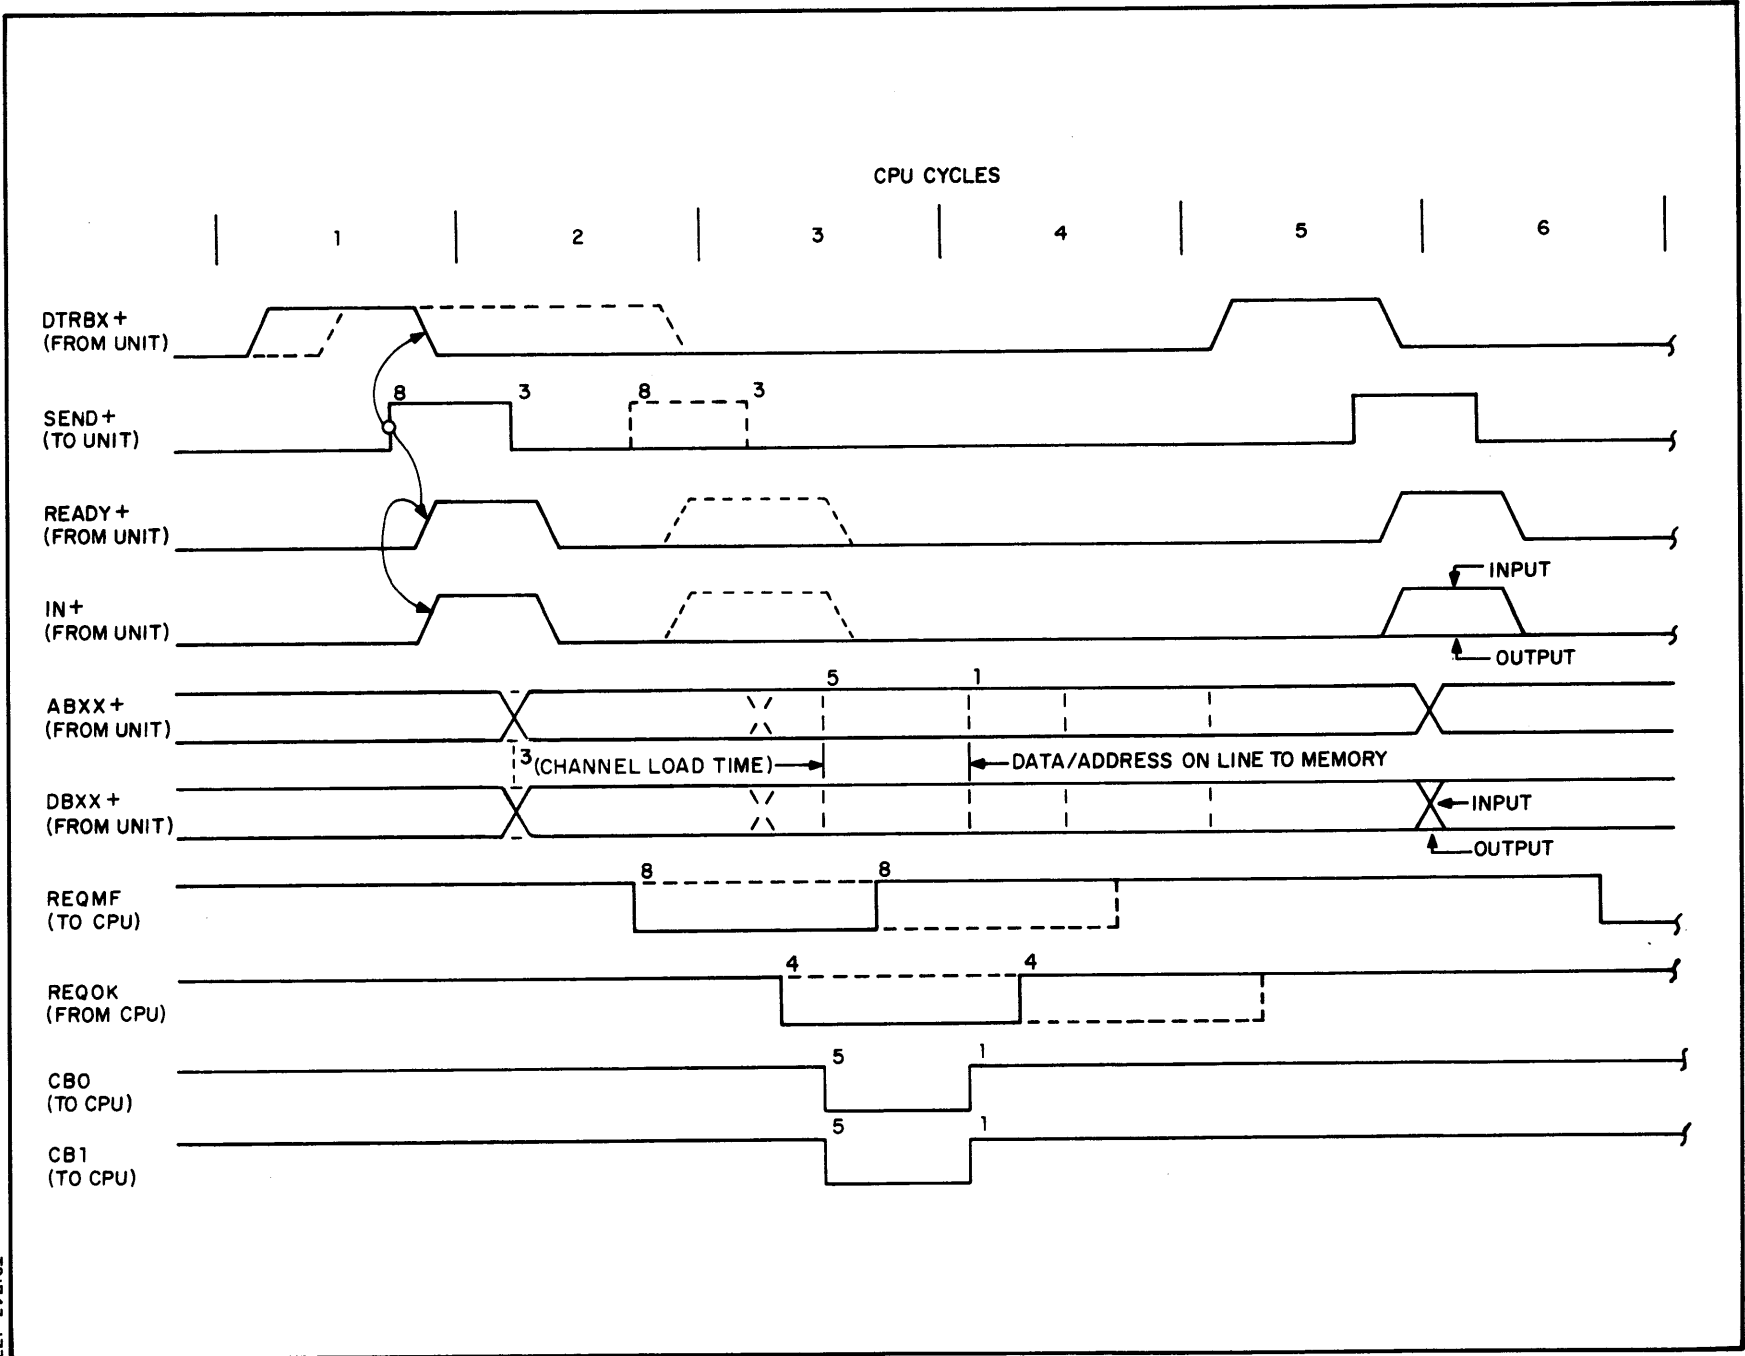 CPU CYCLES
1 2 3 4 5 6
DTRBX+
(FROM UNIT)
8 3 8 3
SEND+
(TO UNIT)
READY+
(FROM UNIT)
INPUT
IN+
(FROM UNIT)
OUTPUT
5 1
ABXX+
(FROM UNIT)
3 (CHANNEL LOAD TIME) DATA/ADDRESS ON LINE TO MEMORY
DBXX+
(FROM UNIT)
INPUT
OUTPUT
8 8
REQMF
(TO CPU)
4 4
REQOK
(FROM CPU)
5 1
CB0
(TO CPU)
5 1
CB1
(TO CPU)